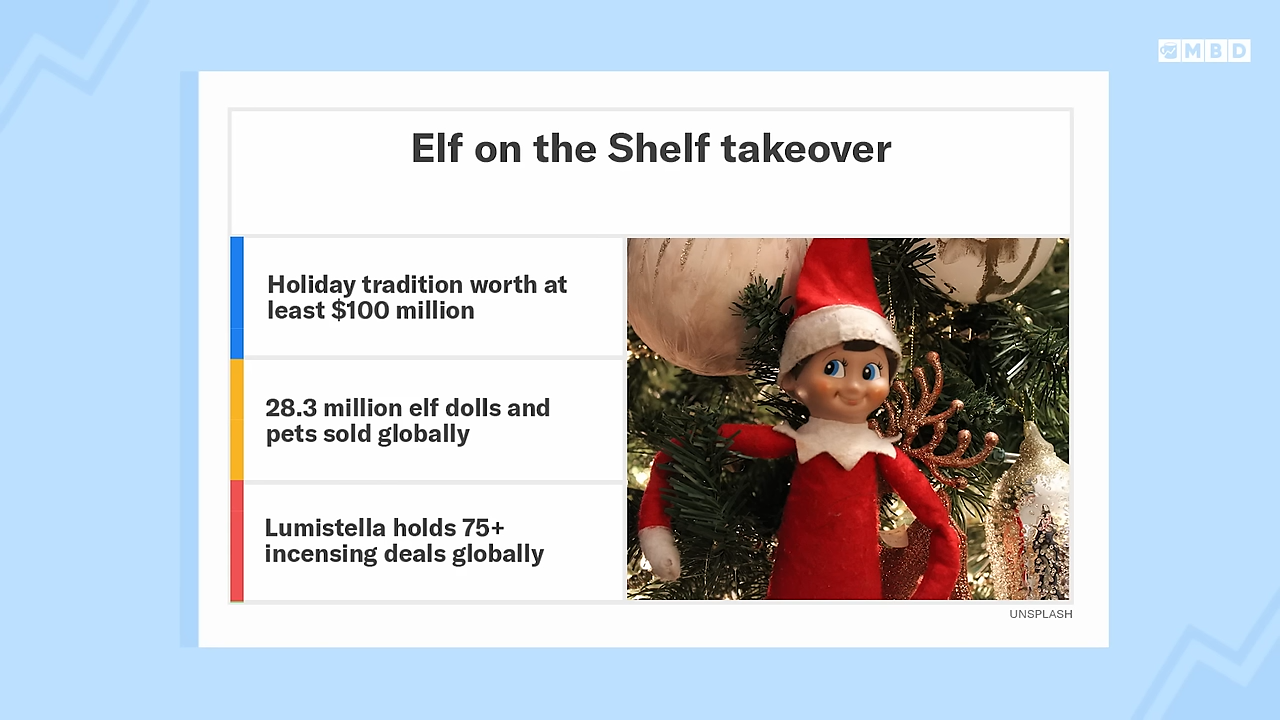 MBD
Elf on the Shelf takeover
Holiday tradition worth at
least $100 million
28.3 million elf dolls and
pets sold globally
Lumistella holds 75+
incensing deals globally
UNSPLASH